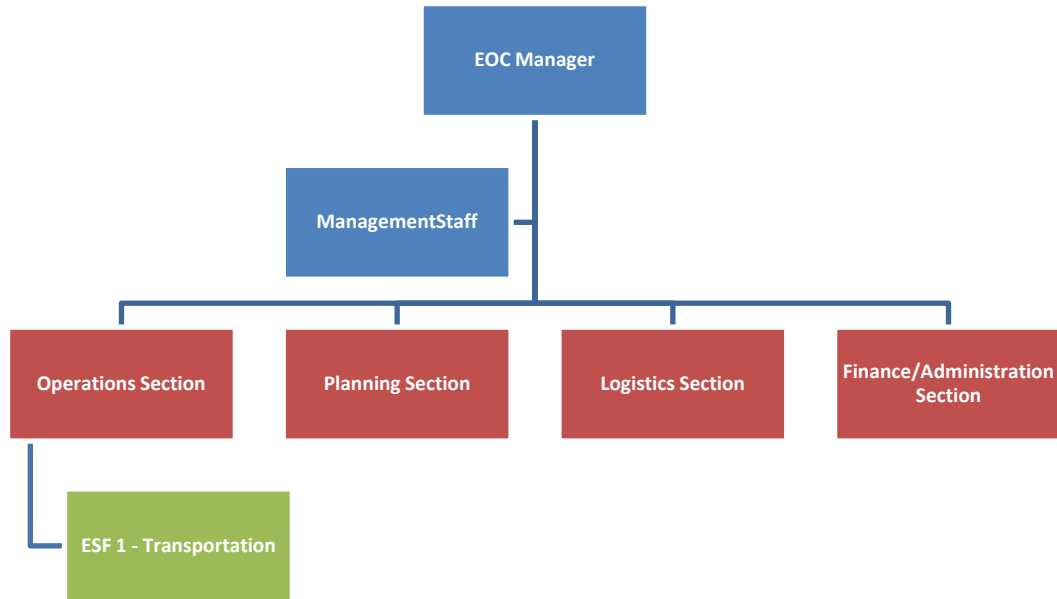 EOC Manager
ManagementStaff
Operations Section
Planning Section
Logistics Section
Finance/Administration
Section
ESF 1 - Transportation